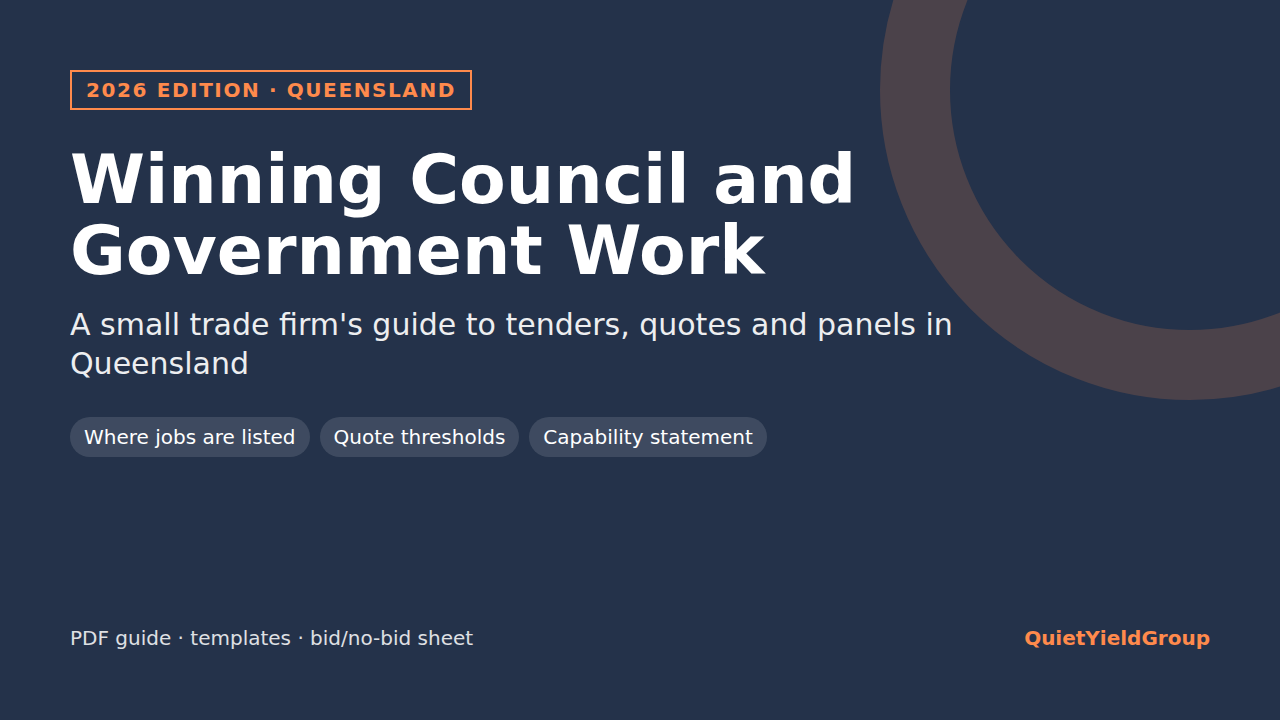 2026 EDITION · QUEENSLAND
Winning Council and
Government Work
A small trade firm's guide to tenders, quotes and panels in
Queensland
Where jobs are listed
Quote thresholds
Capability statement
PDF guide · templates · bid/no-bid sheet
QuietYieldGroup